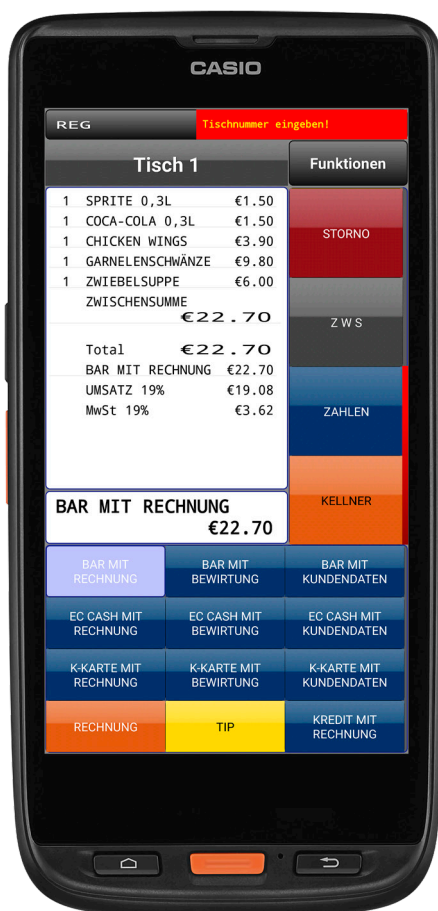 CASIO
REG
Tischnummer eingeben!
Tisch 1
Funktionen
1 SPRITE 0,3L €1.50
1 COCA-COLA 0,3L €1.50
1 CHICKEN WINGS €3.90
1 GARNELENSCHWÄNZE €9.80
1 ZWIEBELSUPPE €6.00
ZWISCHENSUMME
€22.70
Total €22.70
BAR MIT RECHNUNG €22.70
UMSATZ 19% €19.08
MwSt 19% €3.62
STORNO
Z W S
ZAHLEN
KELLNER
BAR MIT RECHNUNG
€22.70
BAR MIT
RECHNUNG
BAR MIT
BEWIRTUNG
BAR MIT
KUNDENDATEN
EC CASH MIT
RECHNUNG
EC CASH MIT
BEWIRTUNG
EC CASH MIT
KUNDENDATEN
K-KARTE MIT
RECHNUNG
K-KARTE MIT
BEWIRTUNG
K-KARTE MIT
KUNDENDATEN
RECHNUNG
TIP
KREDIT MIT
RECHNUNG